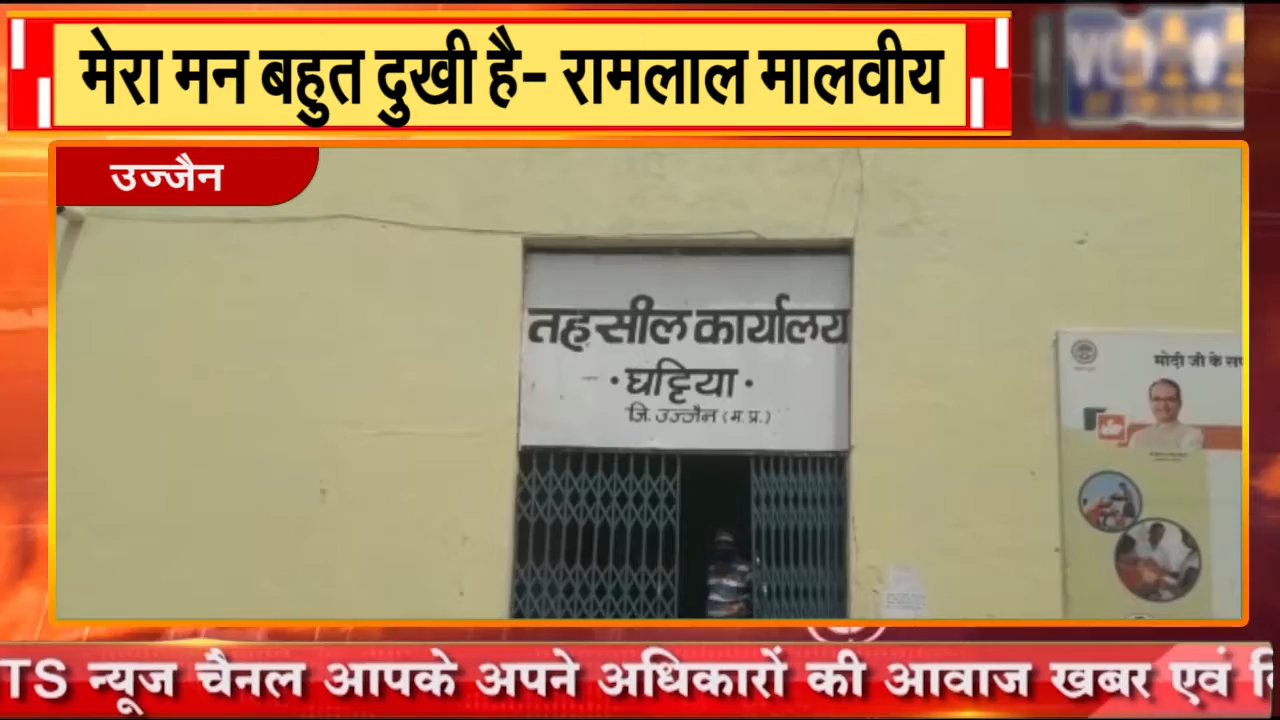 मेरा मन बहुत दुखी है- रामलाल मालवीय
उज्जैन
तहसील कार्यालय
• घट्टिया •
जि. उज्जैन (म. प्र.)
मोदी जी के
TS न्यूज चैनल आपके अपने अधिकारों की आवाज खबर एवं